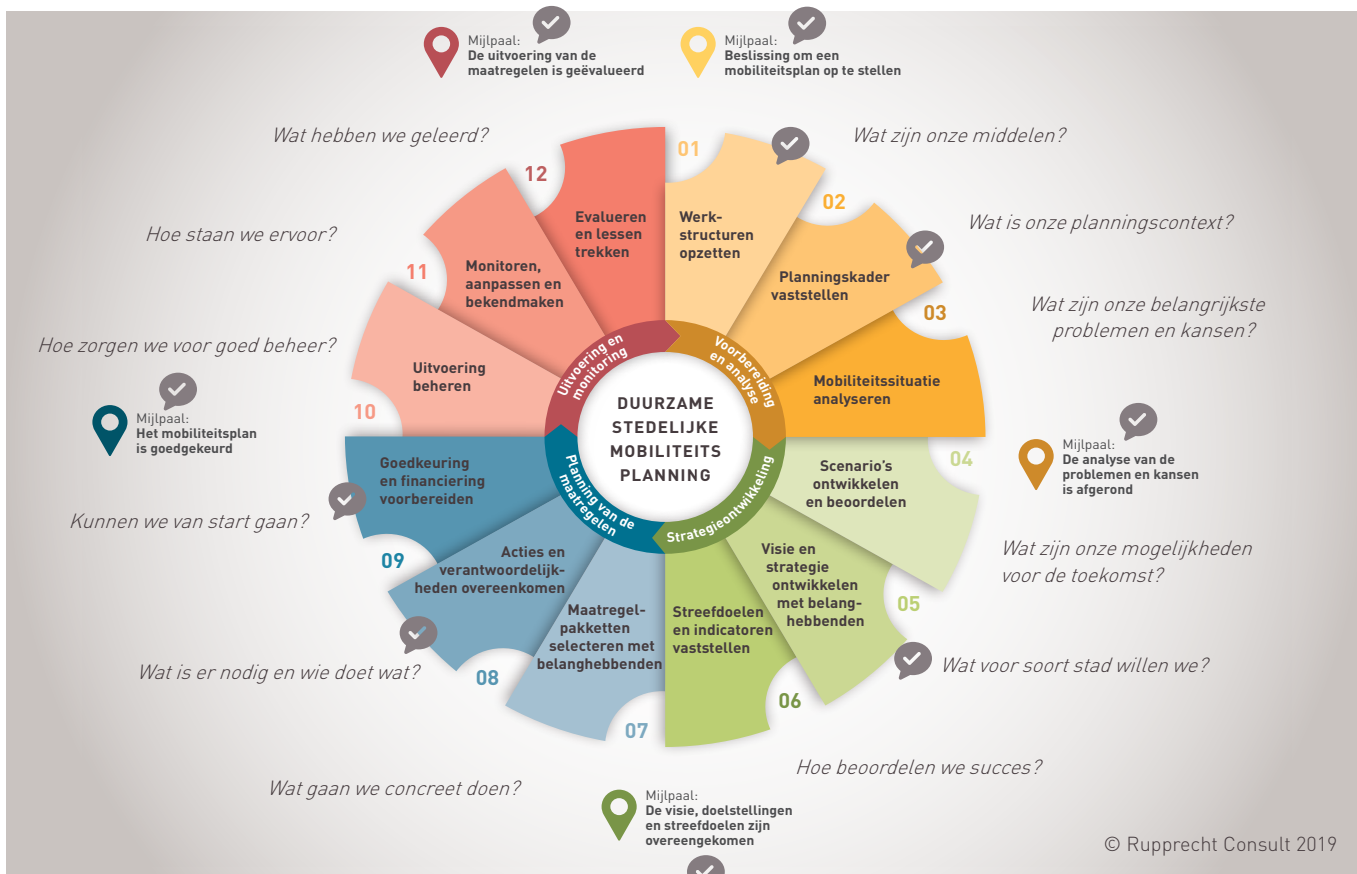 Mijlpaal:
De uitvoering van de
maatregelen is geëvalueerd
Mijlpaal:
Beslissing om een
mobiliteitsplan op te stellen
Wat hebben we geleerd?
Wat zijn onze middelen?
Hoe staan we ervoor?
Wat is onze planningscontext?
Hoe zorgen we voor goed beheer?
Wat zijn onze belangrijkste
problemen en kansen?
Mijlpaal:
Het mobiliteitsplan
is goedgekeurd
Mijlpaal:
De analyse van de
problemen en kansen
is afgerond
Kunnen we van start gaan?
Wat zijn onze mogelijkheden
voor de toekomst?
Wat is er nodig en wie doet wat?
Wat voor soort stad willen we?
Wat gaan we concreet doen?
Hoe beoordelen we succes?
Mijlpaal:
De visie, doelstellingen
en streefdoelen zijn
overeengekomen
01
Werk-
structuren
opzetten
02
Planningskader
vaststellen
03
Mobiliteitssituatie
analyseren
04
Scenario's
ontwikkelen
en beoordelen
05
Visie en
strategie
ontwikkelen
met belang-
hebbenden
06
Streefdoelen
en indicatoren
vaststellen
07
Maatregel-
pakketten
selecteren met
belanghebbenden
08
Acties en
verantwoordelijk-
heden overeenkomen
09
Goedkeuring
en financiering
voorbereiden
10
Uitvoering
beheren
11
Monitoren,
aanpassen en
bekendmaken
12
Evalueren
en lessen
trekken
Voorbereiding
en analyse
Strategieontwikkeling
Planning van de
maatregelen
Uitvoering en
monitoring
DUURZAME
STEDELIJKE
MOBILITEITS
PLANNING
© Rupprecht Consult 2019